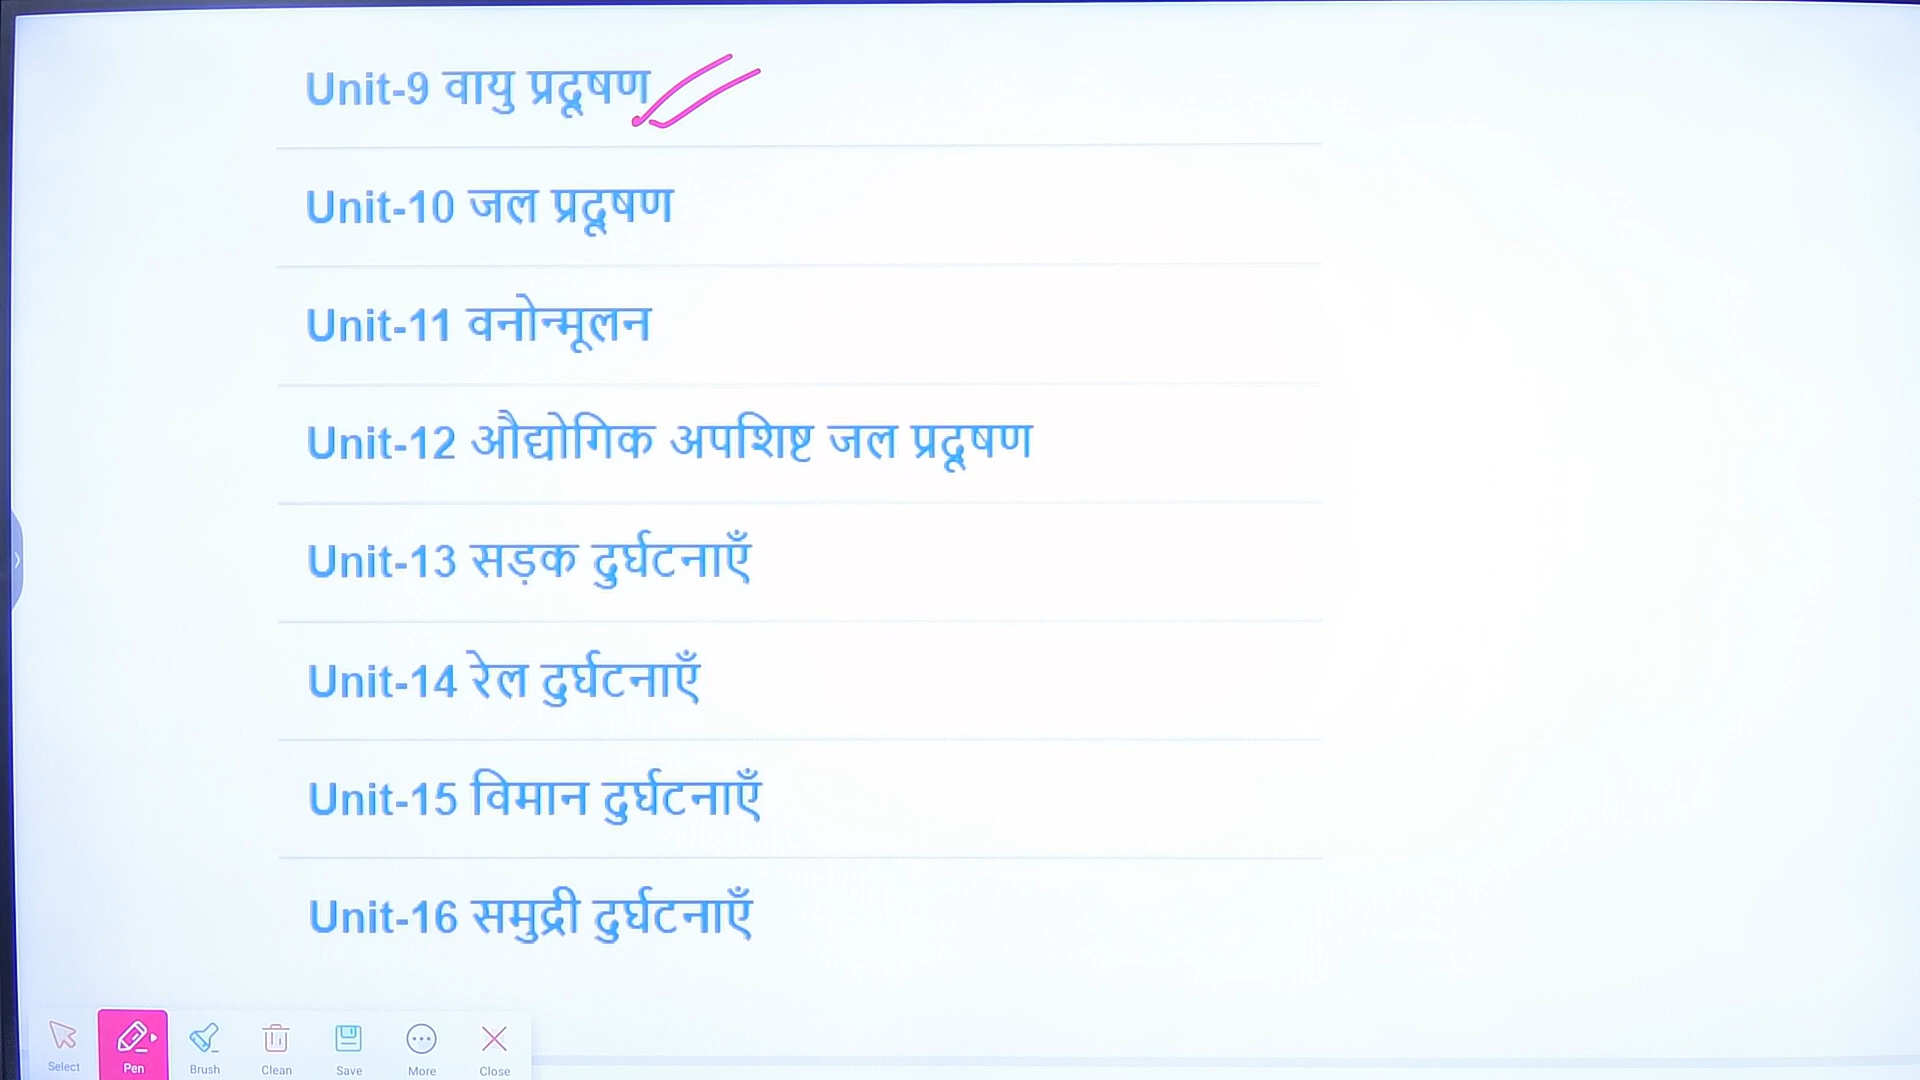 Unit-9 वायु प्रदूषण
Unit-10 जल प्रदूषण
Unit-11 वनोन्मूलन
Unit-12 औद्योगिक अपशिष्ट जल प्रदूषण
Unit-13 सड़क दुर्घटनाएँ
Unit-14 रेल दुर्घटनाएँ
Unit-15 विमान दुर्घटनाएँ
Unit-16 समुद्री दुर्घटनाएँ
Select Pen Brush Clean Save More Close